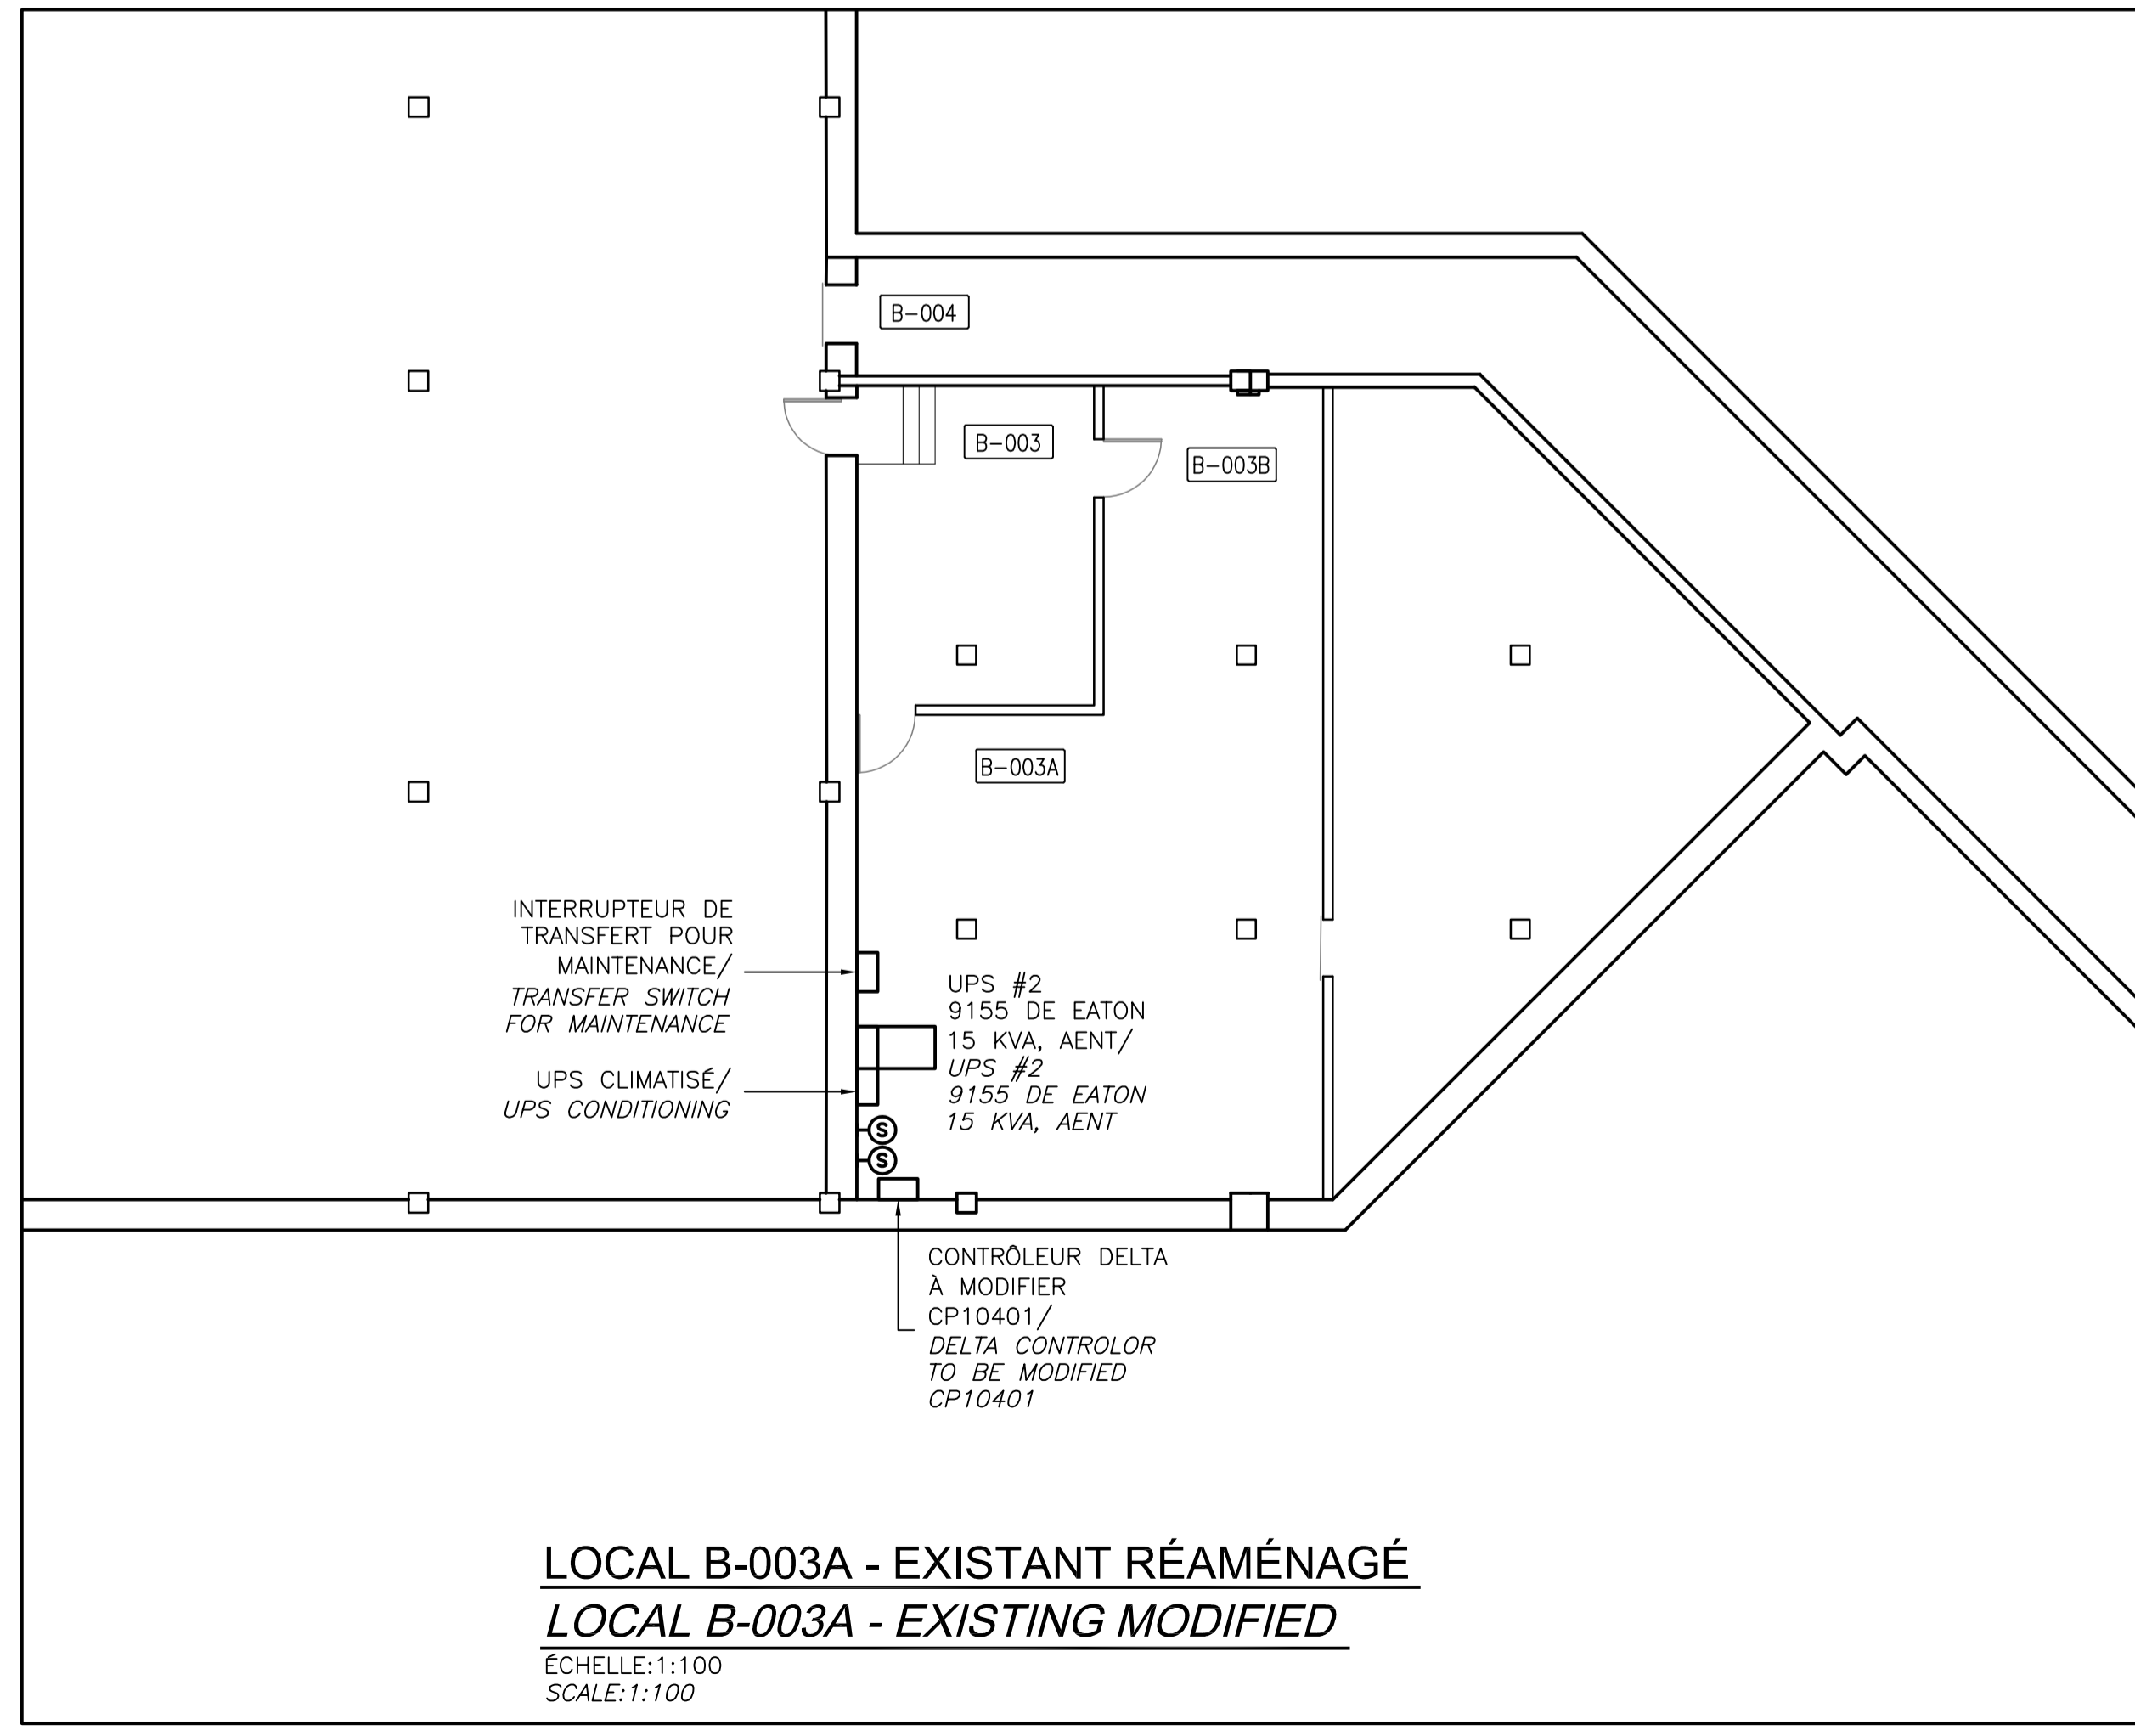 B-004
B-003
B-003B
B-003A
INTERRUPTEUR DE
TRANSFERT POUR
MAINTENANCE/
TRANSFER SWITCH
FOR MAINTENANCE
UPS CLIMATISÉ/
UPS CONDITIONING
UPS #2
9155 DE EATON
15 KVA, AENT/
UPS #2
9155 DE EATON
15 KVA, AENT
S
S
CONTRÔLEUR DELTA
À MODIFIER
CP10401/
DELTA CONTROLOR
TO BE MODIFIED
CP10401
LOCAL B-003A - EXISTANT RÉAMÉNAGÉ
LOCAL B-003A - EXISTING MODIFIED
ÉCHELLE:1:100
SCALE:1:100